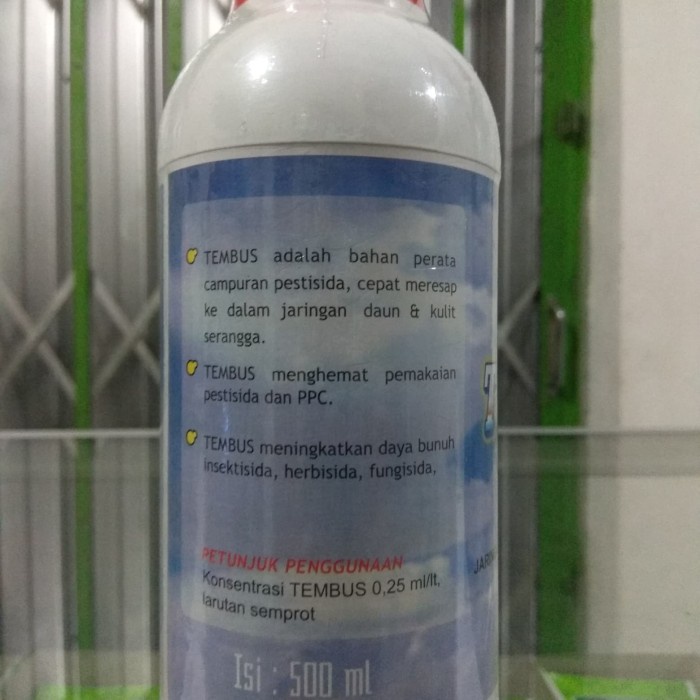 TEMBUS adalah bahan perata
campuran pestisida, cepat meresap
ke dalam jaringan daun & kulit
serangga.
TEMBUS menghemat pemakaian
pestisida dan PPC.
TEMBUS meningkatkan daya bunuh
insektisida, herbisida, fungisida.
PETUNJUK PENGGUNAAN
Konsentrasi TEMBUS 0,25 ml/lt.
larutan semprot
Isi : 500 ml